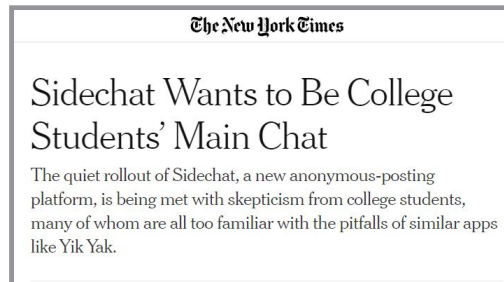 The New York Times
Sidechat Wants to Be College
Students’ Main Chat
The quiet rollout of Sidechat, a new anonymous-posting
platform, is being met with skepticism from college students,
many of whom are all too familiar with the pitfalls of similar apps
like Yik Yak.